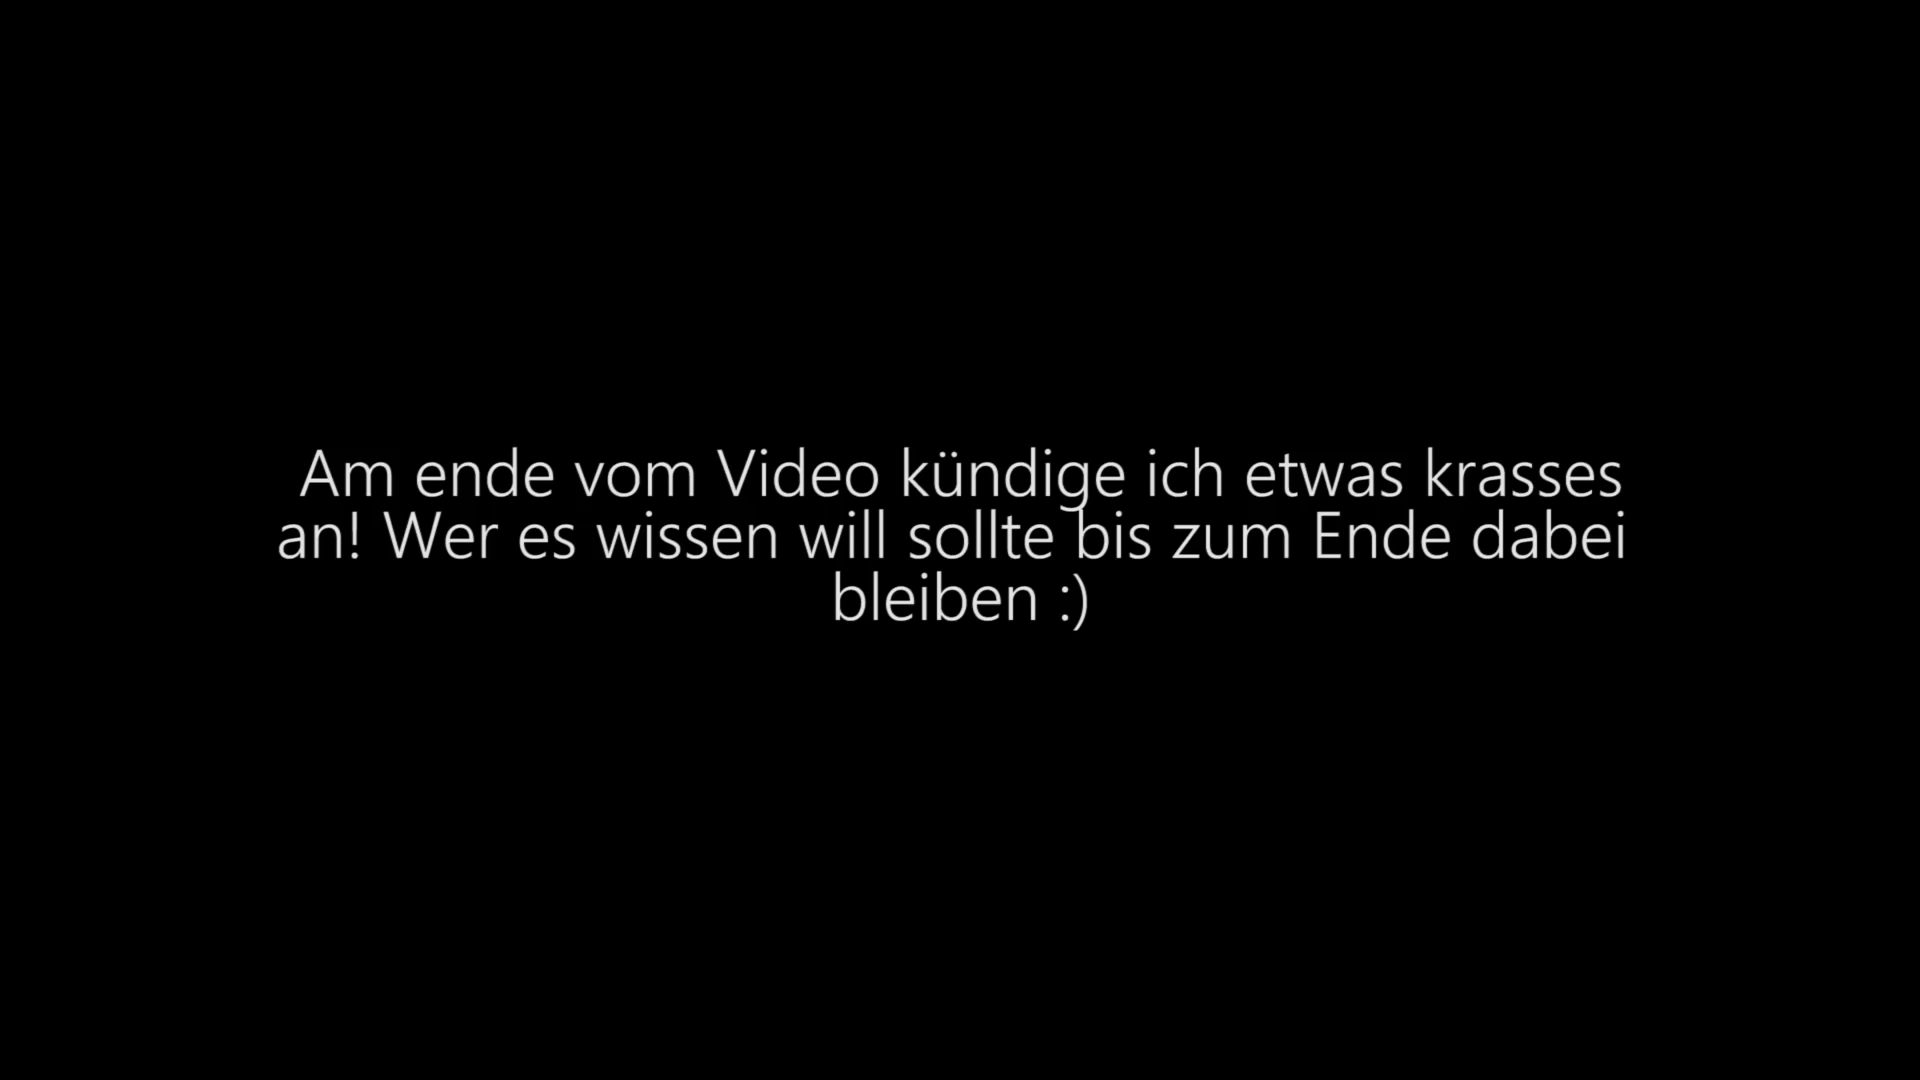 Am ende vom Video kündige ich etwas krasses
an! Wer es wissen will sollte bis zum Ende dabei
bleiben :)